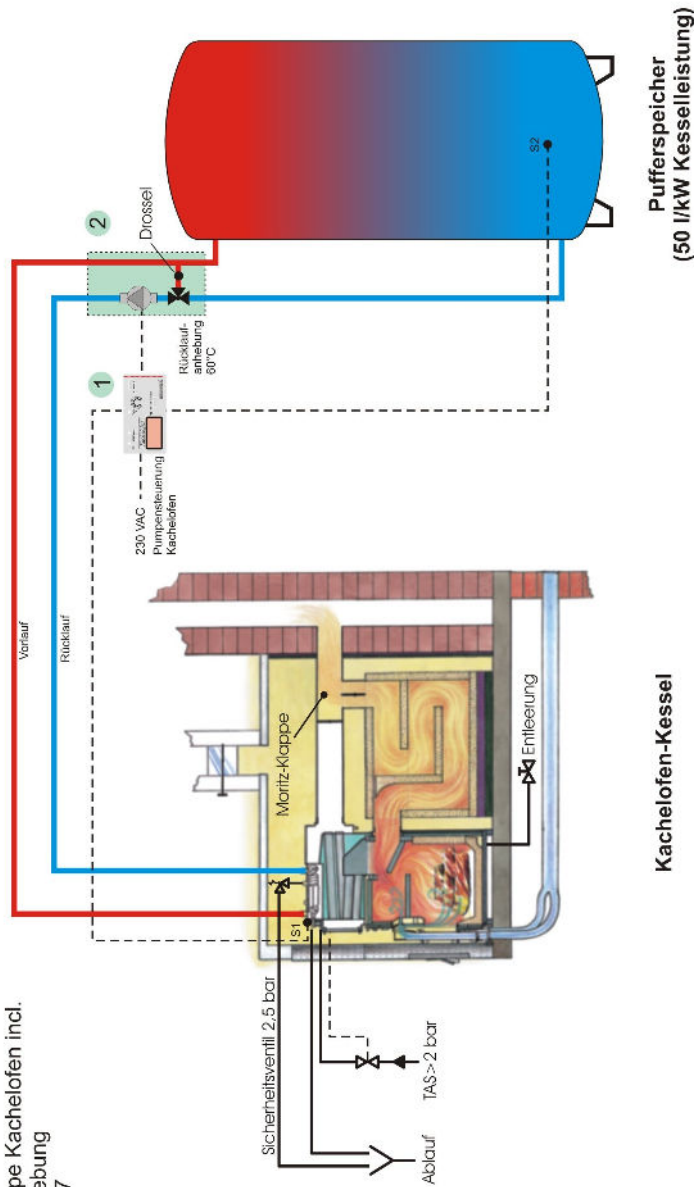 pe Kachelofen incl.
ebung
7
Vorlauf
Rücklauf
1
2
230 VAC
Pumpensteuerung
Kachelofen
Rücklauf-
anhebung
60°C
Drossel
S2
Pufferspeicher
(50 l/kW Kesselleistung)
Sicherheitsventil 2,5 bar
S1
Moritz-Klappe
TAS > 2 bar
Ablauf
Entleerung
Kachelofen-Kessel